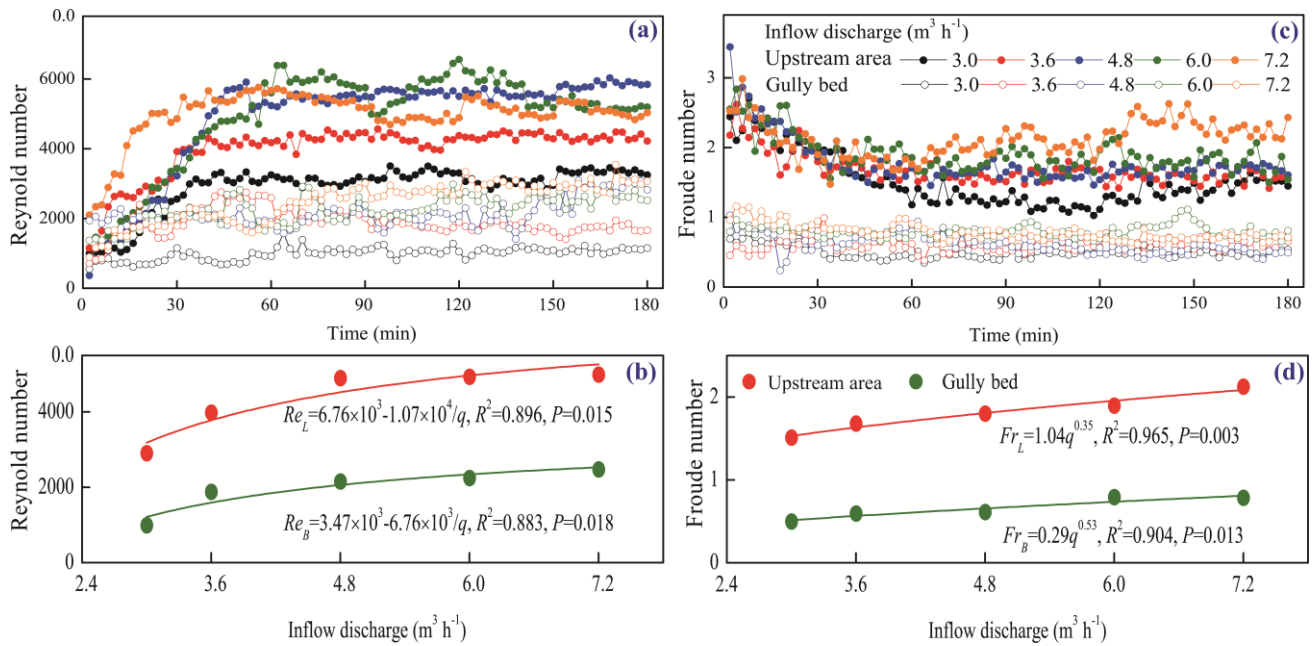 0.0
6000
4000
2000
0
Reynold number
0
30
60
90
120
150
180
Time (min)
(a)
Inflow discharge (m³ h⁻¹)
(c)
Upstream area 3.0 3.6 4.8 6.0 7.2
Gully bed 3.0 3.6 4.8 6.0 7.2
3
2
1
0
Froude number
0
30
60
90
120
150
180
Time (min)
0.0
4000
2000
0
Reynold number
(b)
Re_L=6.76×10³-1.07×10⁴/q, R²=0.896, P=0.015
Re_B=3.47×10³-6.76×10³/q, R²=0.883, P=0.018
2.4
3.6
4.8
6.0
7.2
Inflow discharge (m³ h⁻¹)
Upstream area Gully bed
(d)
2
1
0
Froude number
Fr_L=1.04q^0.35, R²=0.965, P=0.003
Fr_B=0.29q^0.53, R²=0.904, P=0.013
2.4
3.6
4.8
6.0
7.2
Inflow discharge (m³ h⁻¹)